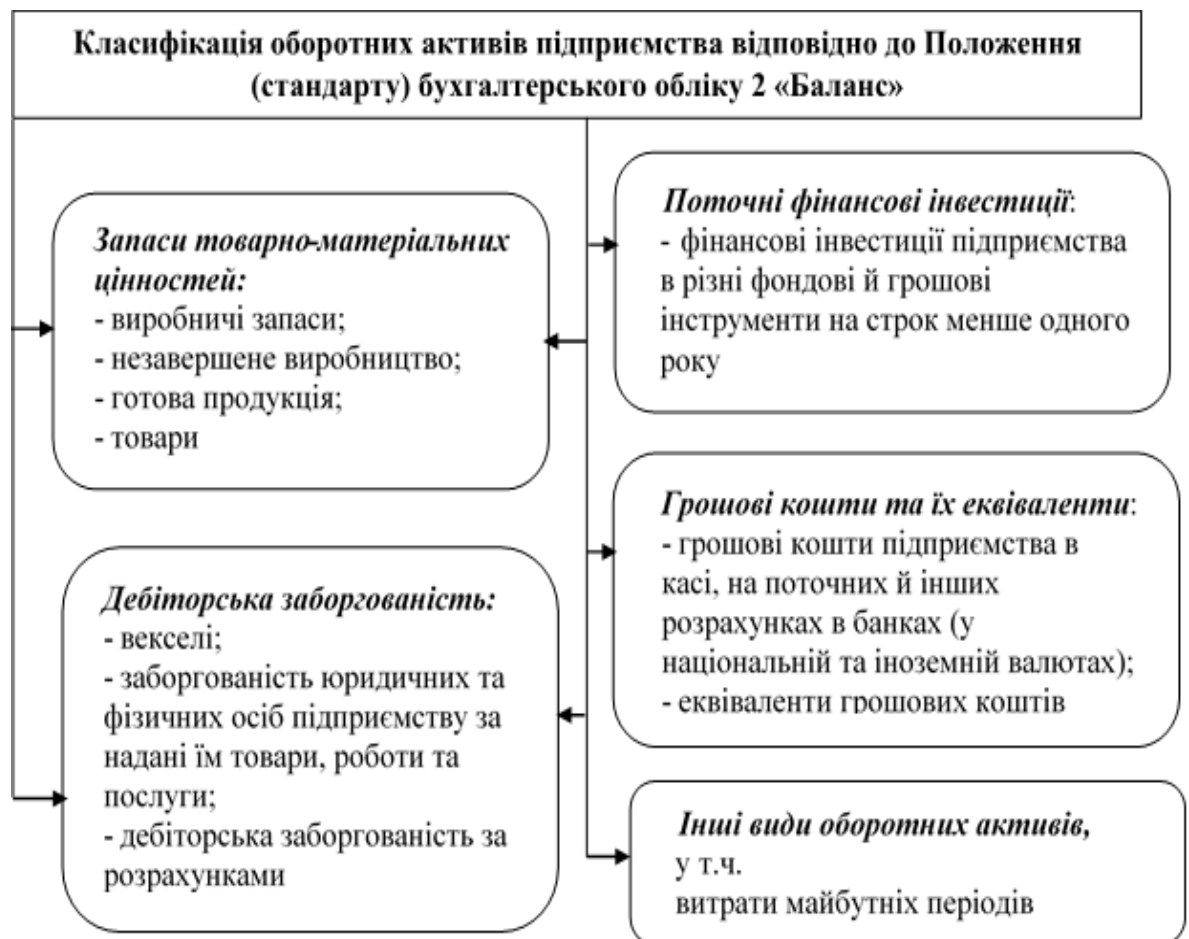 Класифікація оборотних активів підприємства відповідно до Положення
(стандарту) бухгалтерського обліку 2 «Баланс»
Запаси товарно-матеріальних
цінностей:
- виробничі запаси;
- незавершене виробництво;
- готова продукція;
- товари
Дебіторська заборгованість:
- векселі;
- заборгованість юридичних та
фізичних осіб підприємству за
надані їм товари, роботи та
послуги;
- дебіторська заборгованість за
розрахунками
Поточні фінансові інвестиції:
- фінансові інвестиції підприємства
в різні фондові й грошові
інструменти на строк менше одного
року
Грошові кошти та їх еквіваленти:
- грошові кошти підприємства в
касі, на поточних й інших
розрахунках в банках (у
національній та іноземній валютах);
- еквіваленти грошових коштів
Інші види оборотних активів,
у т.ч.
витрати майбутніх періодів